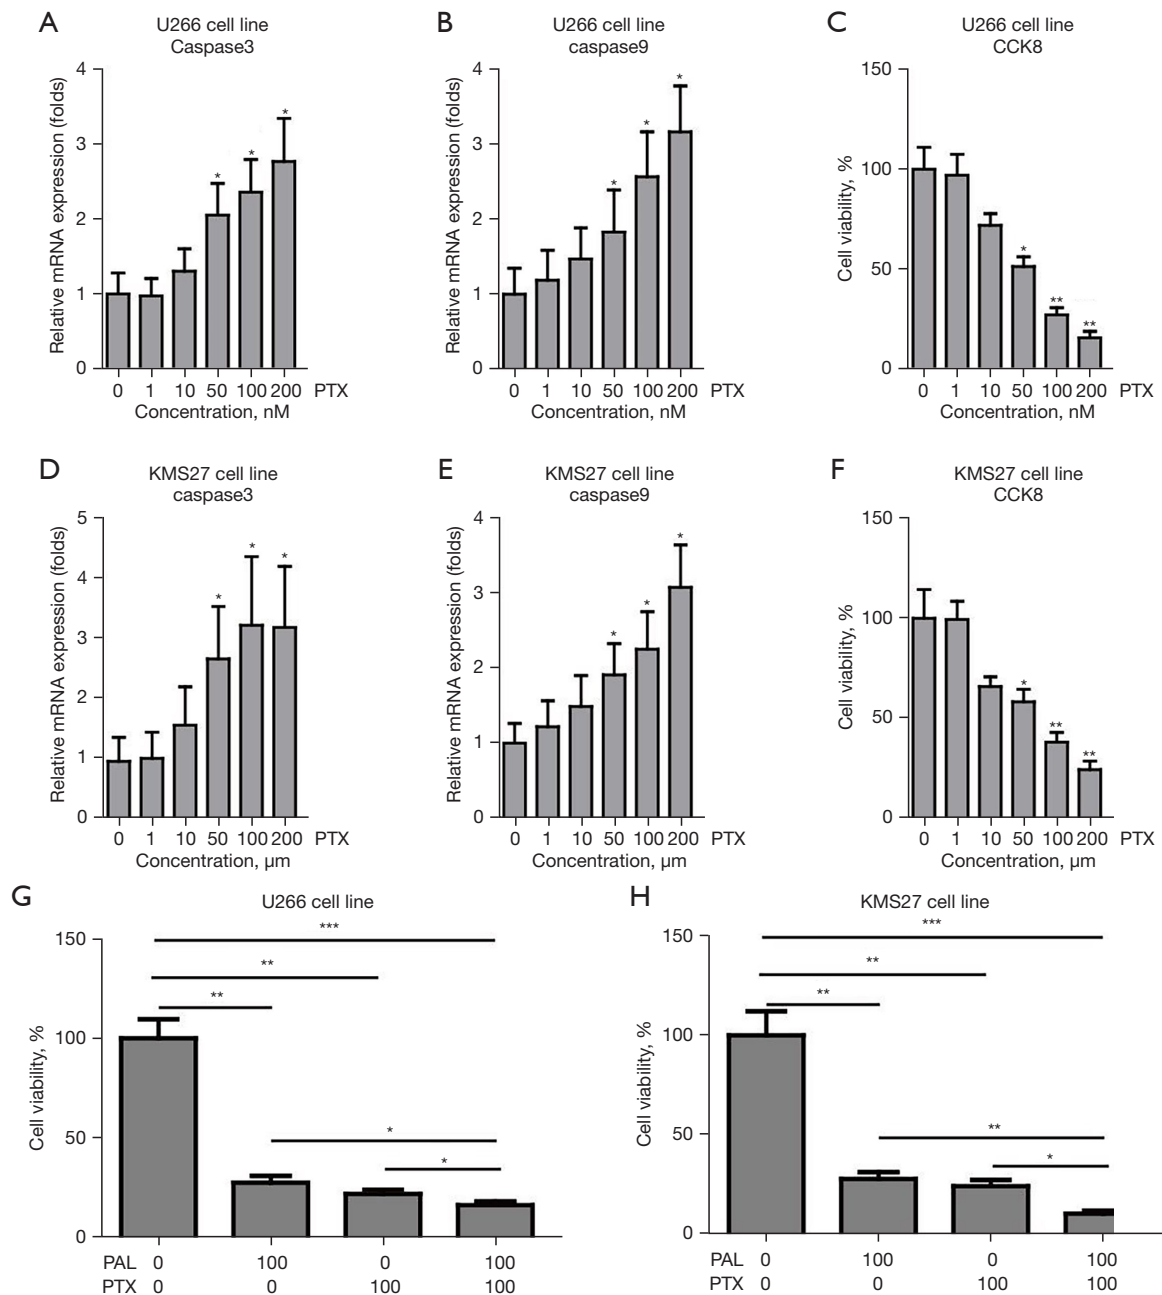 A
U266 cell line
Caspase3
Relative mRNA expression (folds)
4
3
2
1
0
* * *
0 1 10 50 100 200 PTX
Concentration, nM
B
U266 cell line
caspase9
Relative mRNA expression (folds)
4
3
2
1
0
* * *
0 1 10 50 100 200 PTX
Concentration, nM
C
U266 cell line
CCK8
Cell viability, %
150
100
50
0
* ** **
0 1 10 50 100 200 PTX
Concentration, nM
D
KMS27 cell line
caspase3
Relative mRNA expression (folds)
5
4
3
2
1
0
* * *
0 1 10 50 100 200 PTX
Concentration, µm
E
KMS27 cell line
caspase9
Relative mRNA expression (folds)
4
3
2
1
0
* * *
0 1 10 50 100 200 PTX
Concentration, µm
F
KMS27 cell line
CCK8
Cell viability, %
150
100
50
0
* ** **
0 1 10 50 100 200 PTX
Concentration, µm
G
U266 cell line
Cell viability, %
150
100
50
0
***
**
**
*
*
PAL 0 100 0 100
PTX 0 0 100 100
H
KMS27 cell line
Cell viability, %
150
100
50
0
***
**
**
**
*
PAL 0 100 0 100
PTX 0 0 100 100